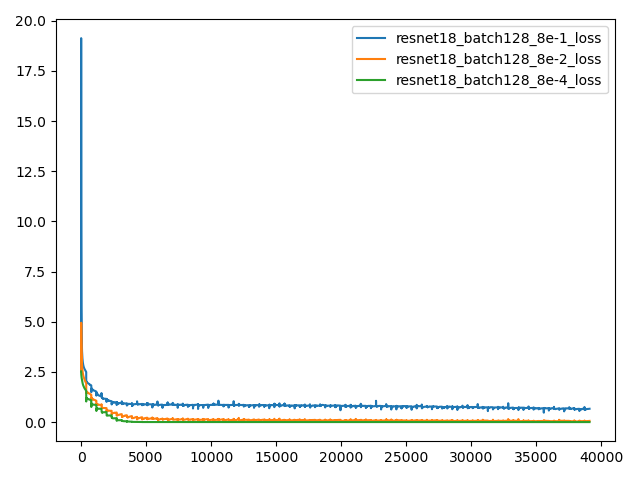 20.0
17.5
15.0
12.5
10.0
7.5
5.0
2.5
0.0
resnet18_batch128_8e-1_loss
resnet18_batch128_8e-2_loss
resnet18_batch128_8e-4_loss
0 5000 10000 15000 20000 25000 30000 35000 40000